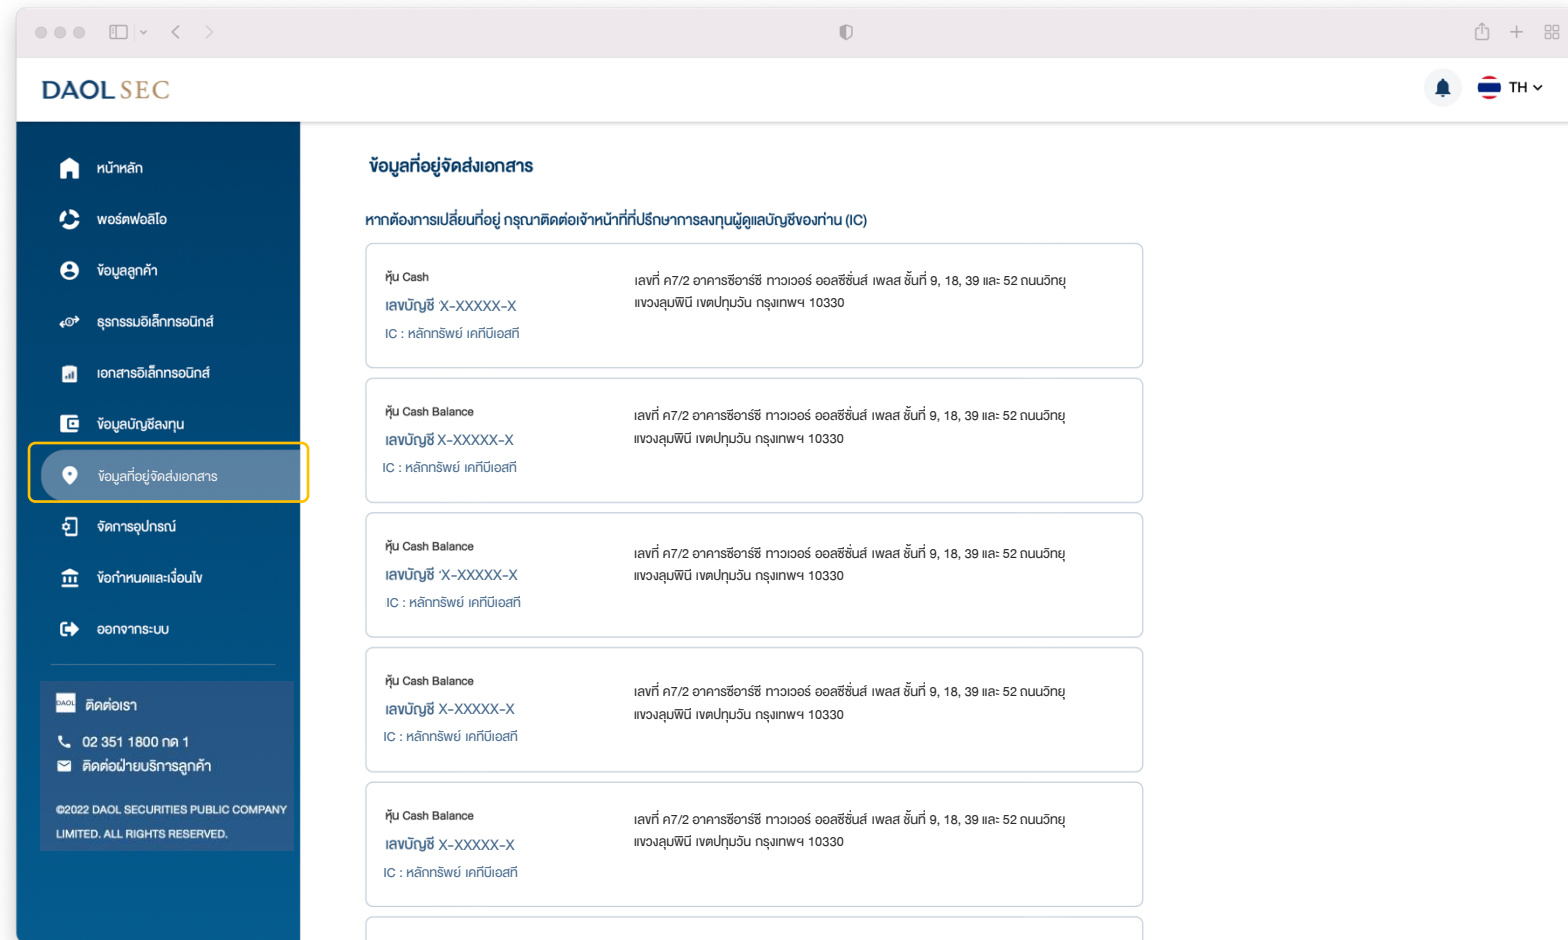 DAOL SEC
TH
หน้าหลัก
พอร์ตฟอลิโอ
ข้อมูลลูกค้า
ธุรกรรมอิเล็กทรอนิกส์
เอกสารอิเล็กทรอนิกส์
ข้อมูลบัญชีลงทุน
ข้อมูลที่อยู่จัดส่งเอกสาร
จัดการอุปกรณ์
ข้อกำหนดและเงื่อนไข
ออกจากระบบ
DAOL ติดต่อเรา
02 351 1800 กด 1
ติดต่อฝ่ายบริการลูกค้า
©2022 DAOL SECURITIES PUBLIC COMPANY
LIMITED. ALL RIGHTS RESERVED.
ข้อมูลที่อยู่จัดส่งเอกสาร
หากต้องการเปลี่ยนที่อยู่ กรุณาติดต่อเจ้าหน้าที่ที่ปรึกษาการลงทุนผู้ดูแลบัญชีของท่าน (IC)
หุ้น Cash
เลขบัญชี X-XXXXX-X
IC : หลักทรัพย์ เคทีบีเอสที
เลขที่ ค7/2 อาคารซีอาร์ซี ทาวเวอร์ ออลซีซั่นส์ เพลส ชั้นที่ 9, 18, 39 และ 52 ถนนวิทยุ
แขวงลุมพินี เขตปทุมวัน กรุงเทพฯ 10330
หุ้น Cash Balance
เลขบัญชี X-XXXXX-X
IC : หลักทรัพย์ เคทีบีเอสที
เลขที่ ค7/2 อาคารซีอาร์ซี ทาวเวอร์ ออลซีซั่นส์ เพลส ชั้นที่ 9, 18, 39 และ 52 ถนนวิทยุ
แขวงลุมพินี เขตปทุมวัน กรุงเทพฯ 10330
หุ้น Cash Balance
เลขบัญชี X-XXXXX-X
IC : หลักทรัพย์ เคทีบีเอสที
เลขที่ ค7/2 อาคารซีอาร์ซี ทาวเวอร์ ออลซีซั่นส์ เพลส ชั้นที่ 9, 18, 39 และ 52 ถนนวิทยุ
แขวงลุมพินี เขตปทุมวัน กรุงเทพฯ 10330
หุ้น Cash Balance
เลขบัญชี X-XXXXX-X
IC : หลักทรัพย์ เคทีบีเอสที
เลขที่ ค7/2 อาคารซีอาร์ซี ทาวเวอร์ ออลซีซั่นส์ เพลส ชั้นที่ 9, 18, 39 และ 52 ถนนวิทยุ
แขวงลุมพินี เขตปทุมวัน กรุงเทพฯ 10330
หุ้น Cash Balance
เลขบัญชี X-XXXXX-X
IC : หลักทรัพย์ เคทีบีเอสที
เลขที่ ค7/2 อาคารซีอาร์ซี ทาวเวอร์ ออลซีซั่นส์ เพลส ชั้นที่ 9, 18, 39 และ 52 ถนนวิทยุ
แขวงลุมพินี เขตปทุมวัน กรุงเทพฯ 10330